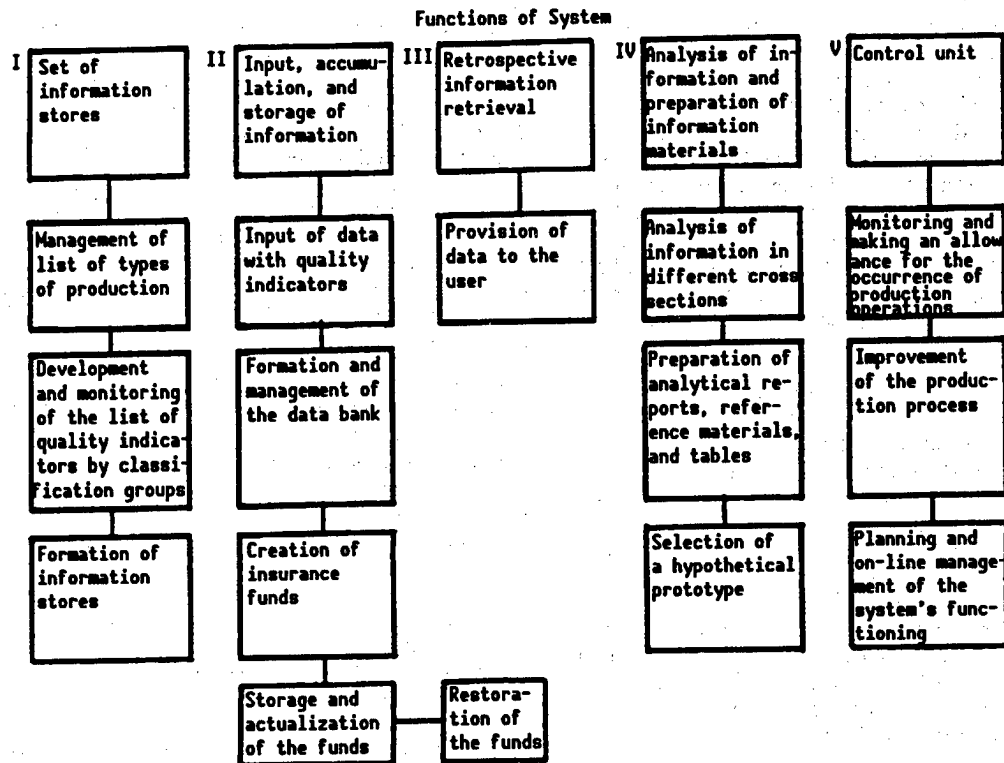 Functions of System
I
Set of
information
stores
Management of
list of types
of production
Development
and monitoring
of the list of
quality indica-
tors by classi-
fication groups
Formation of
information
stores
II
Input, accumu-
lation, and
storage of
information
Input of data
with quality
indicators
Formation and
management of
the data bank
Creation of
insurance
funds
Storage and
actualization
of the funds
Restora-
tion of
the funds
III
Retrospective
information
retrieval
Provision of
data to the
user
IV
Analysis of in-
formation and
preparation of
information
materials
Analysis of
information in
different cross
sections
Preparation of
analytical re-
ports, refer-
ence materials,
and tables
Selection of
a hypothetical
prototype
V
Control unit
Monitoring and
making an allow
ance for the
occurrence of
production
operations
Improvement
of the produc-
tion process
Planning and
on-line manage-
ment of the
system's func-
tioning